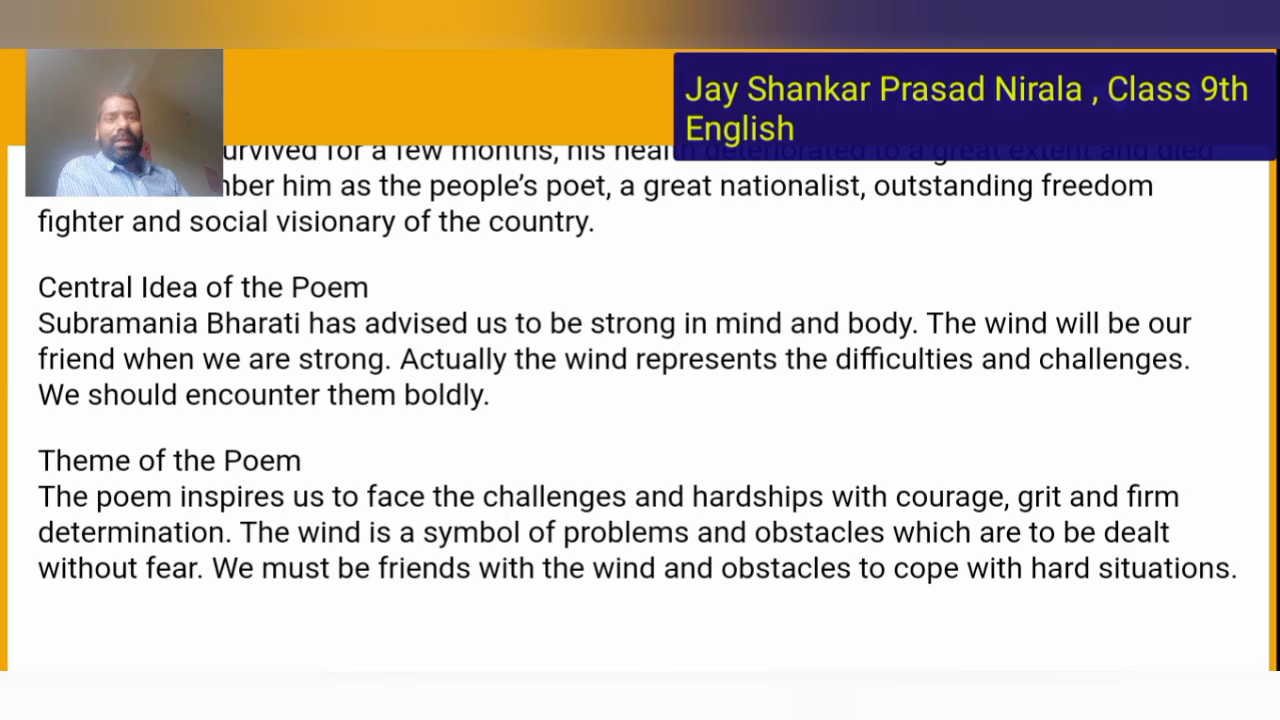 Jay Shankar Prasad Nirala , Class 9th
English
urvived for a few months, his health deteriorated to a great extent and died
nber him as the people's poet, a great nationalist, outstanding freedom
fighter and social visionary of the country.
Central Idea of the Poem
Subramania Bharati has advised us to be strong in mind and body. The wind will be our
friend when we are strong. Actually the wind represents the difficulties and challenges.
We should encounter them boldly.
Theme of the Poem
The poem inspires us to face the challenges and hardships with courage, grit and firm
determination. The wind is a symbol of problems and obstacles which are to be dealt
without fear. We must be friends with the wind and obstacles to cope with hard situations.